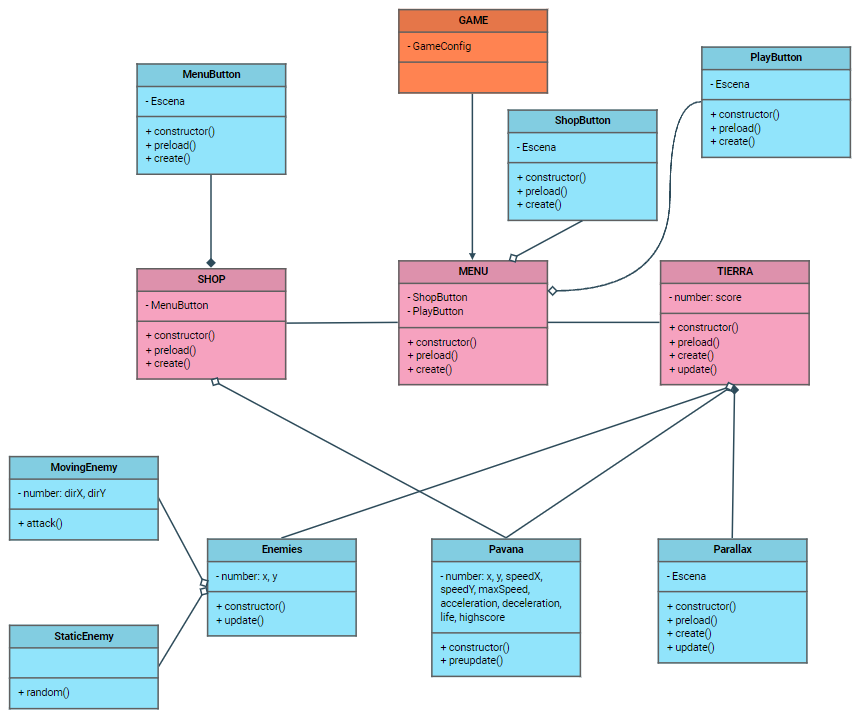 GAME
- GameConfig
MenuButton
- Escena
+ constructor()
+ preload()
+ create()
ShopButton
- Escena
+ constructor()
+ preload()
+ create()
PlayButton
- Escena
+ constructor()
+ preload()
+ create()
SHOP
- MenuButton
+ constructor()
+ preload()
+ create()
MENU
- ShopButton
- PlayButton
+ constructor()
+ preload()
+ create()
TIERRA
- number: score
+ constructor()
+ preload()
+ create()
+ update()
MovingEnemy
- number: dirX, dirY
+ attack()
Enemies
- number: x, y
+ constructor()
+ update()
Pavana
- number: x, y, speedX,
speedY, maxSpeed,
acceleration, deceleration,
life, highscore
+ constructor()
+ preupdate()
Parallax
- Escena
+ constructor()
+ preload()
+ create()
+ update()
StaticEnemy
+ random()